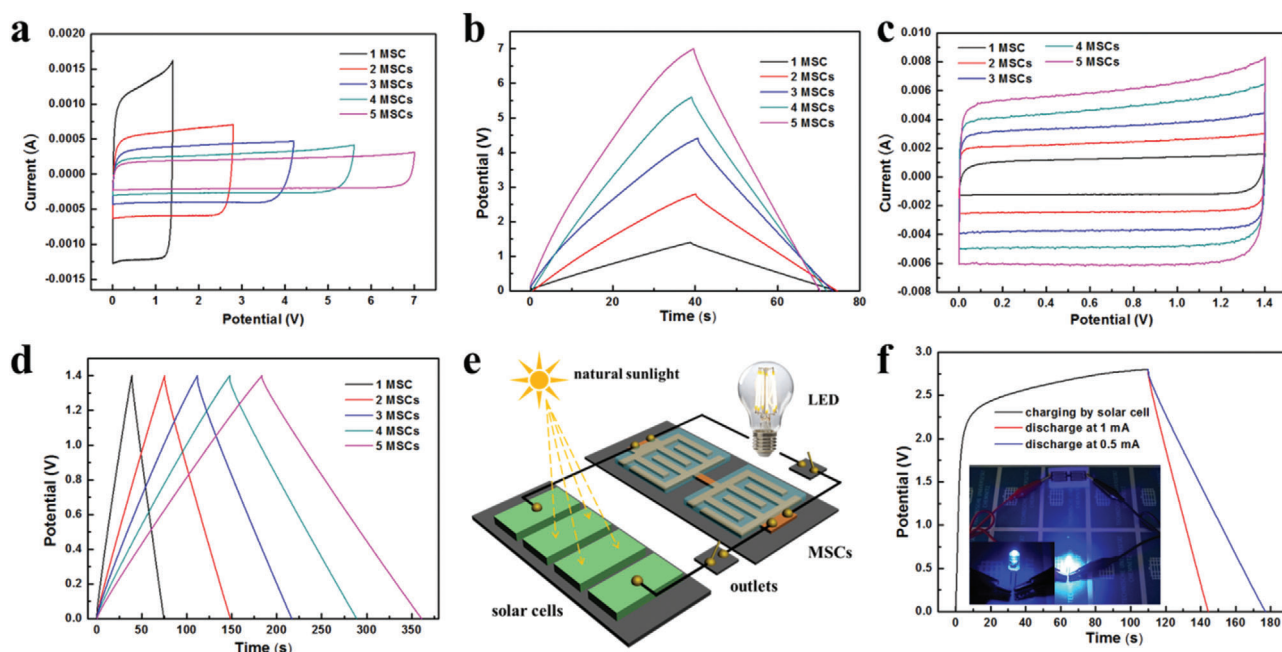 a
0.0020
0.0015
0.0010
0.0005
0.0000
-0.0005
-0.0010
-0.0015
Current (A)
0 1 2 3 4 5 6 7
Potential (V)
1 MSC
2 MSCs
3 MSCs
4 MSCs
5 MSCs
b
7
6
5
4
3
2
1
0
Potential (V)
0 20 40 60 80
Time (s)
1 MSC
2 MSCs
3 MSCs
4 MSCs
5 MSCs
c
0.010
0.008
0.006
0.004
0.002
0.000
-0.002
-0.004
-0.006
-0.008
Current (A)
0.0 0.2 0.4 0.6 0.8 1.0 1.2 1.4
Potential (V)
1 MSC
2 MSCs
3 MSCs
4 MSCs
5 MSCs
d
1.4
1.2
1.0
0.8
0.6
0.4
0.2
0.0
Potential (V)
0 50 100 150 200 250 300 350
Time (s)
1 MSC
2 MSCs
3 MSCs
4 MSCs
5 MSCs
e
natural sunlight
LED
MSCs
outlets
solar cells
f
3.0
2.5
2.0
1.5
1.0
0.5
0.0
Potential (V)
0 20 40 60 80 100 120 140 160 180
Time (s)
charging by solar cell
discharge at 1 mA
discharge at 0.5 mA